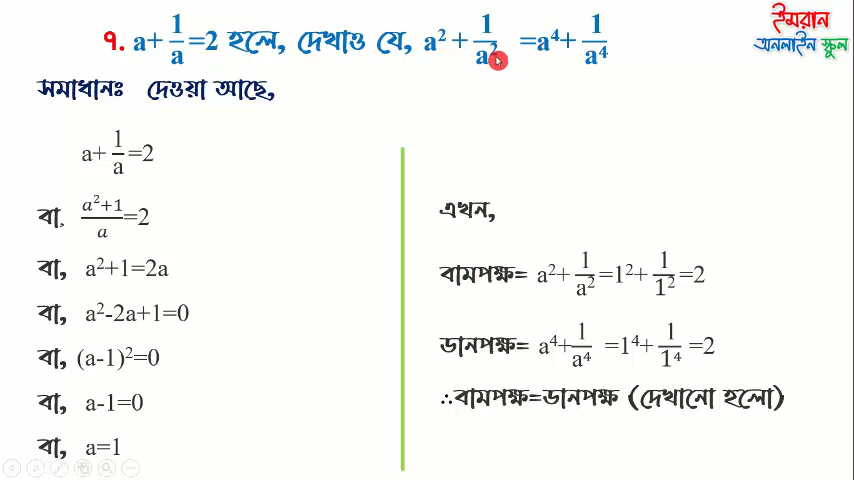 ৭. a+ 1/a =2 হলে, দেখাও যে, a² + 1/a² =a⁴+ 1/a⁴
ইমরান
অনলাইন স্কুল
সমাধানঃ দেওয়া আছে,
a+ 1/a =2
বা, (a²+1)/a =2
বা, a²+1=2a
বা, a²-2a+1=0
বা, (a-1)²=0
বা, a-1=0
বা, a=1
এখন,
বামপক্ষ= a²+ 1/a² =1²+ 1/1² =2
ডানপক্ষ= a⁴+ 1/a⁴ =1⁴+ 1/1⁴ =2
∴বামপক্ষ=ডানপক্ষ (দেখানো হলো)